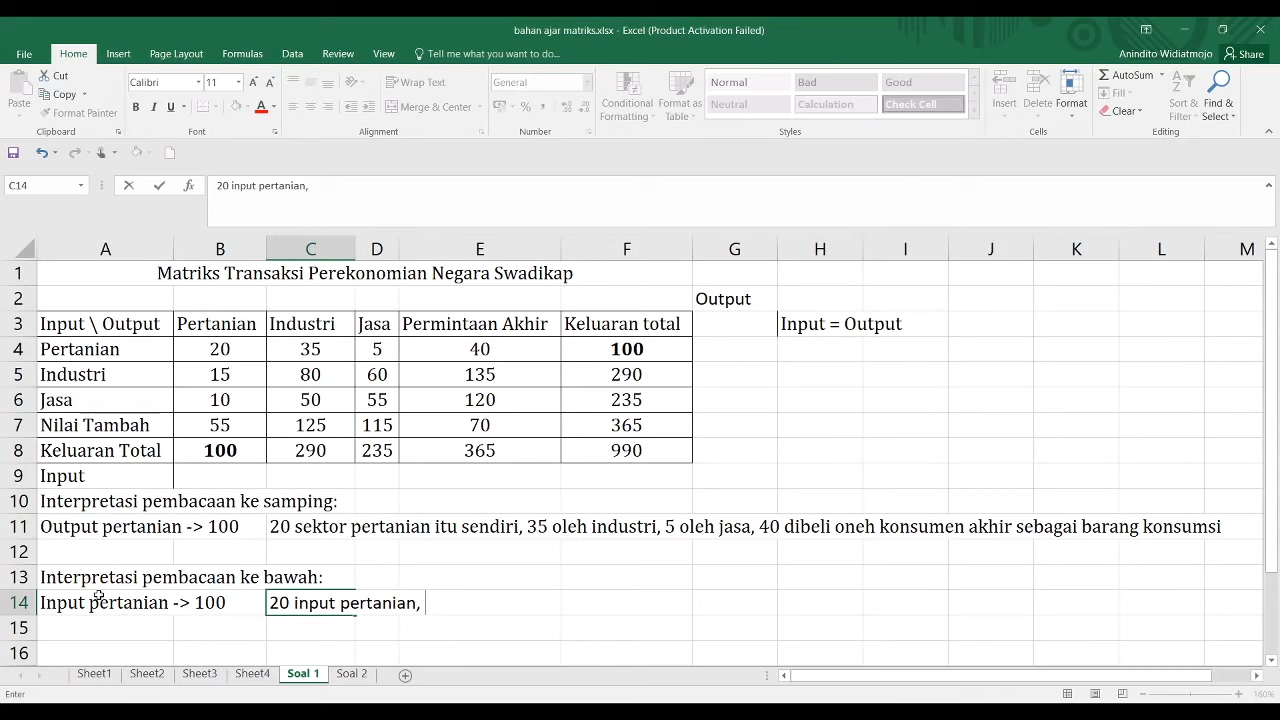 bahan ajar matriks.xlsx - Excel (Product Activation Failed)
File Home Insert Page Layout Formulas Data Review View Tell me what you want to do... Anindito Widiatmojo Share
Cut Calibri 11 Wrap Text General Normal Bad Good AutoSum
Paste Copy Conditional Format as Insert Delete Format Fill Sort & Find &
Format Painter B I U Merge & Center Formatting Table Neutral Calculation Check Cell Clear Filter Select
Clipboard Font Alignment Number Styles Cells Editing
C14 fx 20 input pertanian,
A B C D E F G H I J K L M
1 Matriks Transaksi Perekonomian Negara Swadikap
2 Output
3 Input \ Output Pertanian Industri Jasa Permintaan Akhir Keluaran total Input = Output
4 Pertanian 20 35 5 40 100
5 Industri 15 80 60 135 290
6 Jasa 10 50 55 120 235
7 Nilai Tambah 55 125 115 70 365
8 Keluaran Total 100 290 235 365 990
9 Input
10 Interpretasi pembacaan ke samping:
11 Output pertanian -> 100 20 sektor pertanian itu sendiri, 35 oleh industri, 5 oleh jasa, 40 dibeli oneh konsumen akhir sebagai barang konsumsi
12
13 Interpretasi pembacaan ke bawah:
14 Input pertanian -> 100 20 input pertanian,
15
16
Sheet1 Sheet2 Sheet3 Sheet4 Soal 1 Soal 2
Enter 160%